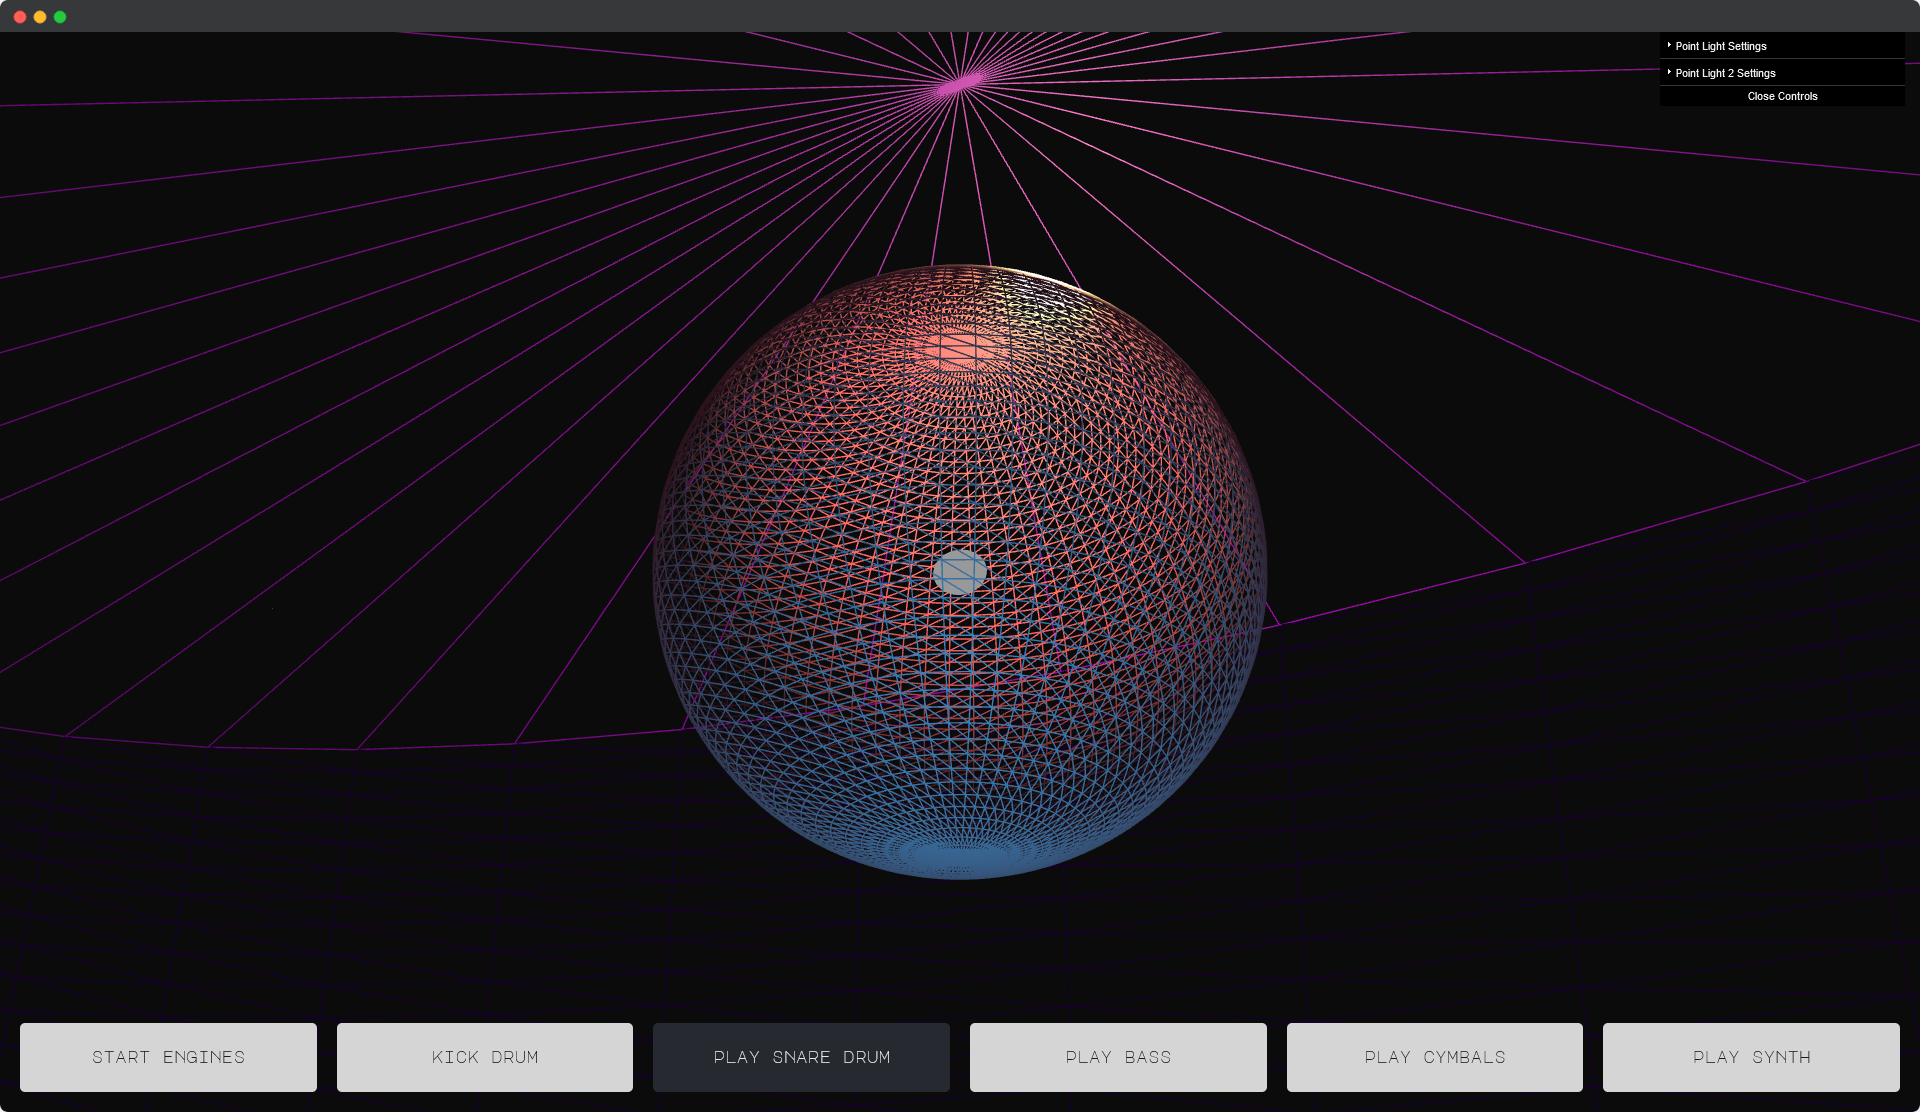 Point Light Settings
Point Light 2 Settings
Close Controls
START ENGINES
KICK DRUM
PLAY SNARE DRUM
PLAY BASS
PLAY CYMBALS
PLAY SYNTH